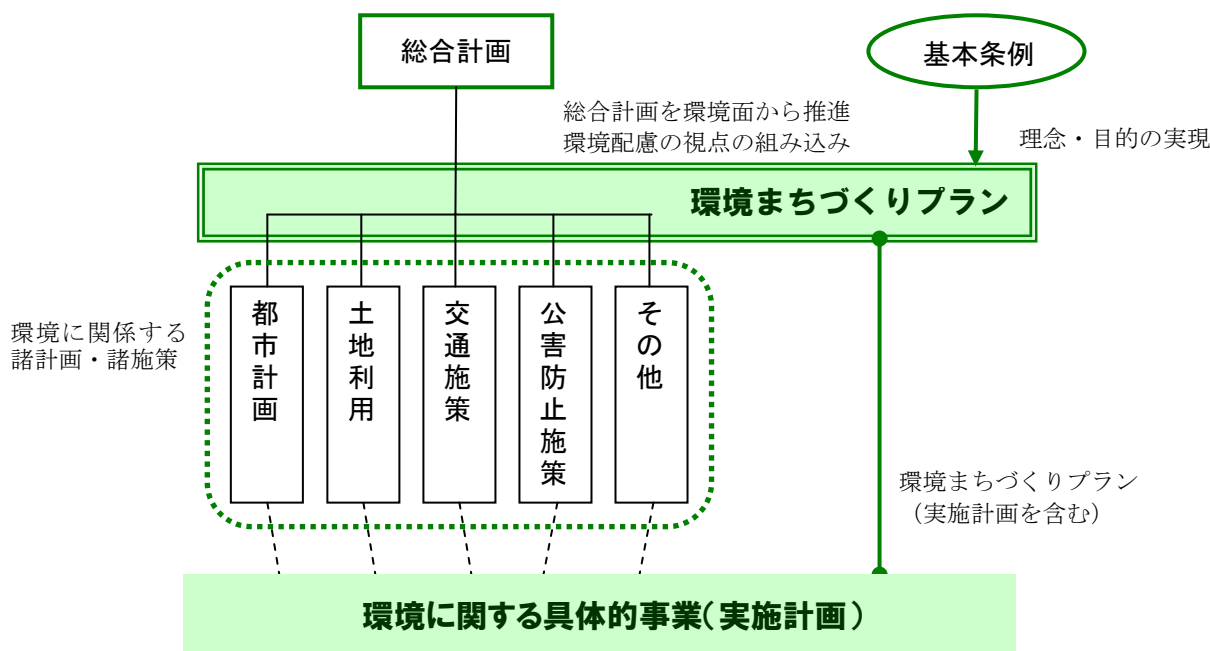 総合計画
基本条例
総合計画を環境面から推進
環境配慮の視点の組み込み
理念・目的の実現
環境まちづくりプラン
環境に関係する
諸計画・諸施策
都市計画
土地利用
交通施策
公害防止施策
その他
環境まちづくりプラン
（実施計画を含む）
環境に関する具体的事業（実施計画）